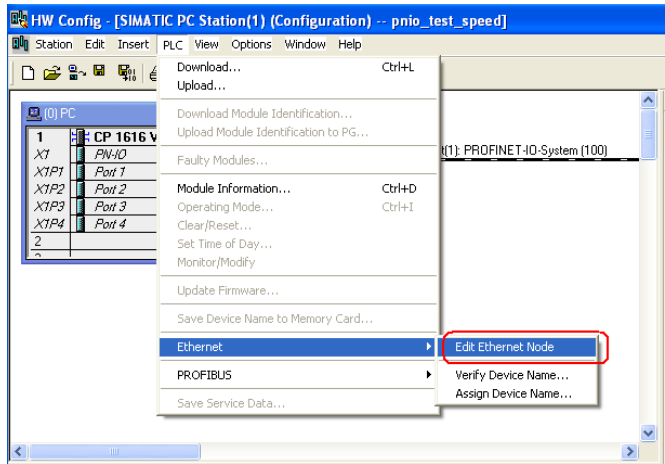 HW Config - [SIMATIC PC Station(1) (Configuration) -- pnio_test_speed]
Station Edit Insert PLC View Options Window Help
Download... Ctrl+L
Upload...
Download Module Identification...
Upload Module Identification to PG...
Faulty Modules...
Module Information... Ctrl+D
Operating Mode... Ctrl+I
Clear/Reset...
Set Time of Day...
Monitor/Modify
Update Firmware...
Save Device Name to Memory Card...
Ethernet
PROFIBUS
Save Service Data...
Edit Ethernet Node
Verify Device Name...
Assign Device Name...
(0) PC
1 CP 1616 V
X1 PN-IO
X1P1 Port 1
X1P2 Port 2
X1P3 Port 3
X1P4 Port 4
2
t(1): PROFINET-IO-System (100)